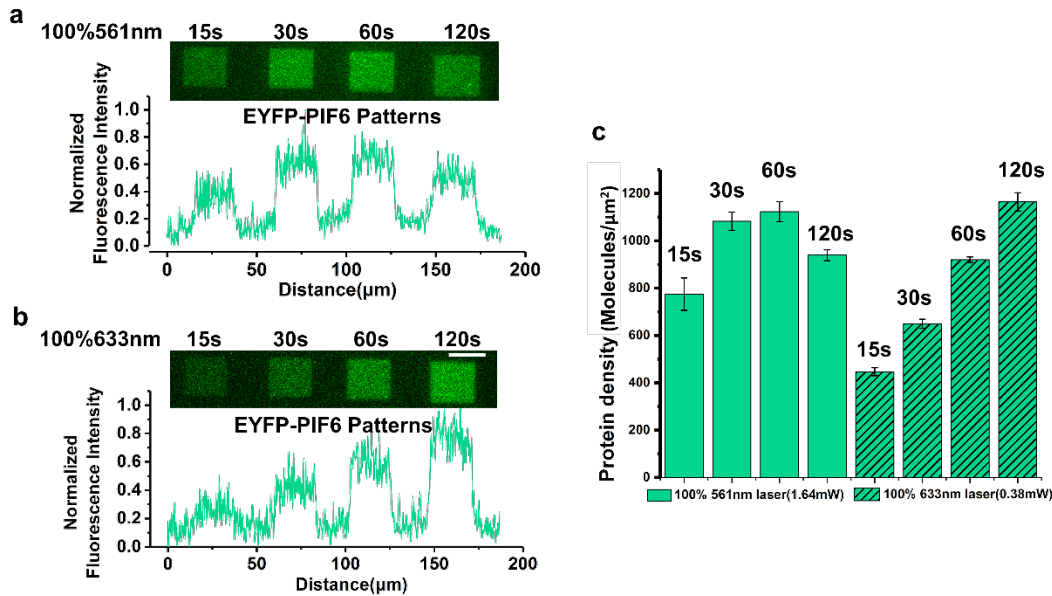 a
100%561nm 15s 30s 60s 120s
EYFP-PIF6 Patterns
Normalized
Fluorescence Intensity
1.0
0.8
0.6
0.4
0.2
0.0
0 50 100 150 200
Distance(µm)
b
100%633nm 15s 30s 60s 120s
EYFP-PIF6 Patterns
Normalized
Fluorescence Intensity
1.0
0.8
0.6
0.4
0.2
0.0
0 50 100 150 200
Distance(µm)
c
Protein density (Molecules/µm²)
1200
1000
800
600
400
200
0
15s 30s 60s 120s 15s 30s 60s 120s
100% 561nm laser(1.64mW) 100% 633nm laser(0.38mW)